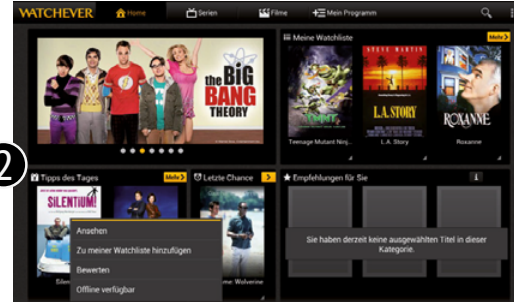 WATCHEVER
Home
Serien
Filme
Mein Programm
the BIG
BANG
THEORY
Meine Watchliste
Mehr
STEVE MARTIN
L.A. STORY
ROXANNE
Teenage Mutant Ninj..
L.A. Story
Roxanne
2
Tipps des Tages
Mehr
Letzte Chance
Empfehlungen für Sie
i
SILENTIUM!
Ansehen
Zu meiner Watchliste hinzufügen
Bewerten
Offline verfügbar
Silen
me: Wolverine
Sie haben derzeit keine ausgewählten Titel in dieser
Kategorie.